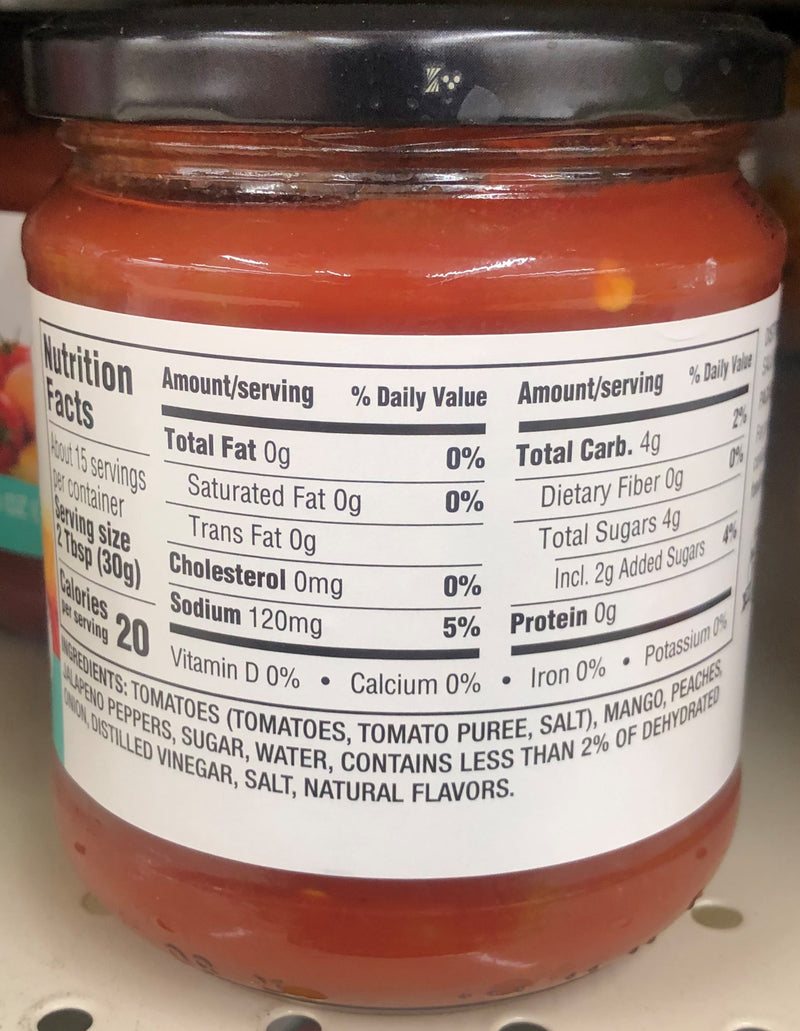 Nutrition
Facts
About 15 servings
per container
Serving size
2 Tbsp (30g)
Calories
per serving 20
Amount/serving % Daily Value
Total Fat 0g 0%
Saturated Fat 0g 0%
Trans Fat 0g
Cholesterol 0mg 0%
Sodium 120mg 5%
Amount/serving % Daily Value
Total Carb. 4g 2%
Dietary Fiber 0g 0%
Total Sugars 4g
Incl. 2g Added Sugars 4%
Protein 0g
Vitamin D 0% • Calcium 0% • Iron 0% • Potassium 0%
INGREDIENTS: TOMATOES (TOMATOES, TOMATO PUREE, SALT), MANGO, PEACHES,
JALAPENO PEPPERS, SUGAR, WATER, CONTAINS LESS THAN 2% OF DEHYDRATED
ONION, DISTILLED VINEGAR, SALT, NATURAL FLAVORS.